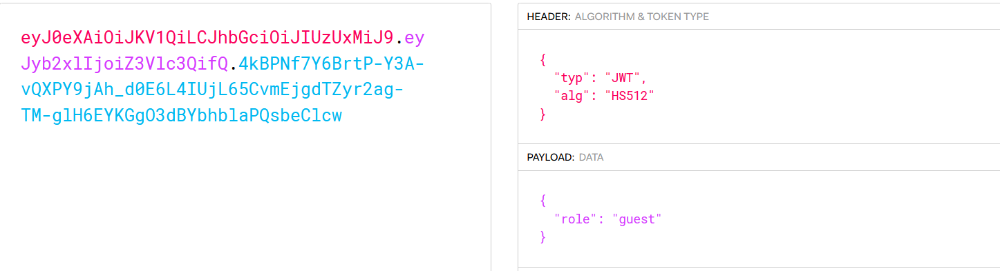 eyJ0eXAiOiJKV1QiLCJhbGciOiJIUzUxMiJ9.ey
Jyb2xlIjoiZ3Vlc3QifQ.4kBPNf7Y6BrtP-Y3A-
vQXPY9jAh_d0E6L4IUjL65CvmEjgdTZyr2ag-
TM-glH6EYKGgO3dBYbhblaPQsbeClcw
HEADER: ALGORITHM & TOKEN TYPE
{
"typ": "JWT",
"alg": "HS512"
}
PAYLOAD: DATA
{
"role": "guest"
}